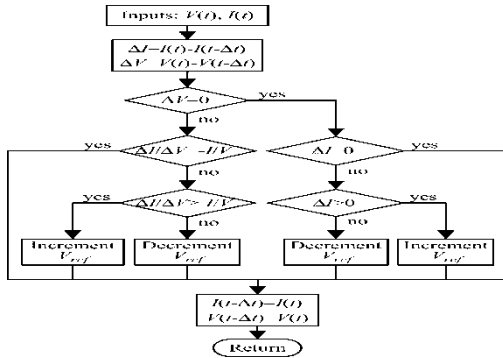 Inputs: V(t), I(t)
ΔI=I(t)-I(t-Δt)
ΔV V(t)-V(t-Δt)
ΔV=0
yes
no
yes
ΔI/ΔV -I/V
ΔI 0
yes
no
no
yes
ΔI/ΔV> I/V
ΔI>0
yes
no
no
Increment
Vref
Decrement
Vref
Decrement
Vref
Increment
Vref
I(t-Δt)=I(t)
V(t-Δt) V(t)
Return